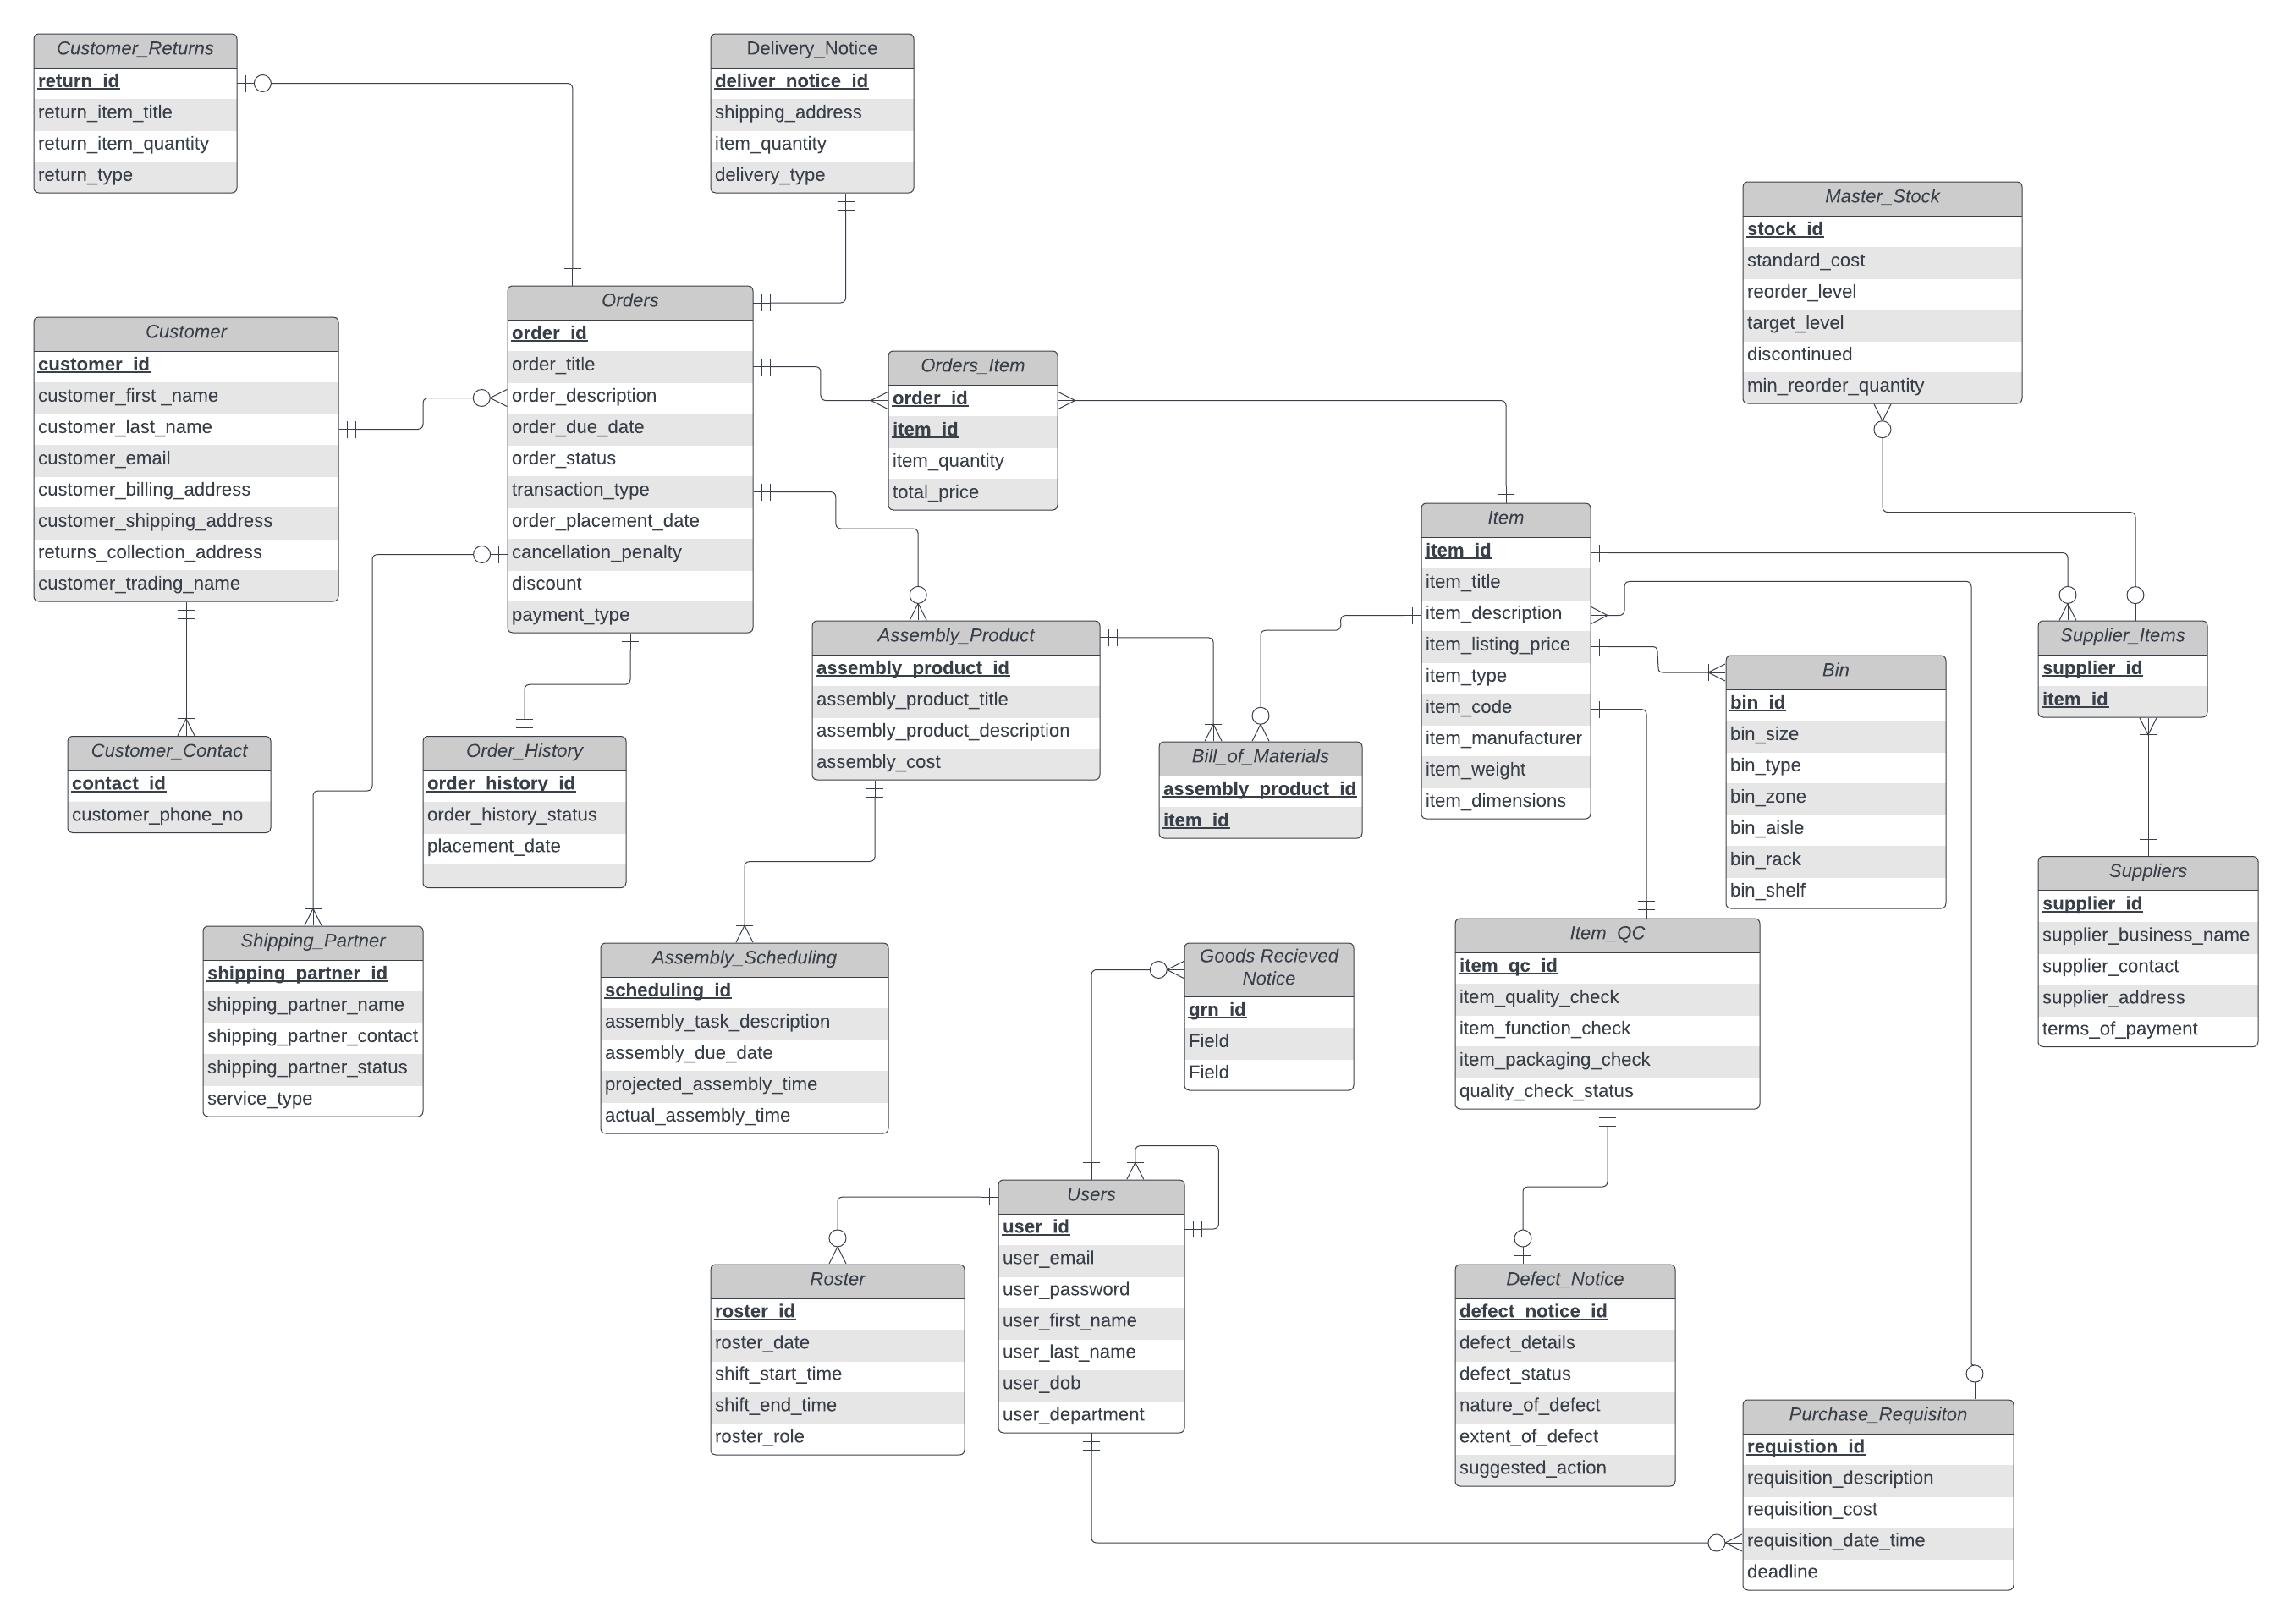 Customer_Returns
return_id
return_item_title
return_item_quantity
return_type
Delivery_Notice
deliver_notice_id
shipping_address
item_quantity
delivery_type
Master_Stock
stock_id
standard_cost
reorder_level
target_level
discontinued
min_reorder_quantity
Customer
customer_id
customer_first _name
customer_last_name
customer_email
customer_billing_address
customer_shipping_address
returns_collection_address
customer_trading_name
Orders
order_id
order_title
order_description
order_due_date
order_status
transaction_type
order_placement_date
cancellation_penalty
discount
payment_type
Orders_Item
order_id
item_id
item_quantity
total_price
Item
item_id
item_title
item_description
item_listing_price
item_type
item_code
item_manufacturer
item_weight
item_dimensions
Supplier_Items
supplier_id
item_id
Assembly_Product
assembly_product_id
assembly_product_title
assembly_product_description
assembly_cost
Bin
bin_id
bin_size
bin_type
bin_zone
bin_aisle
bin_rack
bin_shelf
Customer_Contact
contact_id
customer_phone_no
Order_History
order_history_id
order_history_status
placement_date
Bill_of_Materials
assembly_product_id
item_id
Suppliers
supplier_id
supplier_business_name
supplier_contact
supplier_address
terms_of_payment
Shipping_Partner
shipping_partner_id
shipping_partner_name
shipping_partner_contact
shipping_partner_status
service_type
Assembly_Scheduling
scheduling_id
assembly_task_description
assembly_due_date
projected_assembly_time
actual_assembly_time
Goods Recieved
Notice
grn_id
Field
Field
Item_QC
item_qc_id
item_quality_check
item_function_check
item_packaging_check
quality_check_status
Users
user_id
user_email
user_password
user_first_name
user_last_name
user_dob
user_department
Roster
roster_id
roster_date
shift_start_time
shift_end_time
roster_role
Defect_Notice
defect_notice_id
defect_details
defect_status
nature_of_defect
extent_of_defect
suggested_action
Purchase_Requisiton
requistion_id
requisition_description
requisition_cost
requisition_date_time
deadline